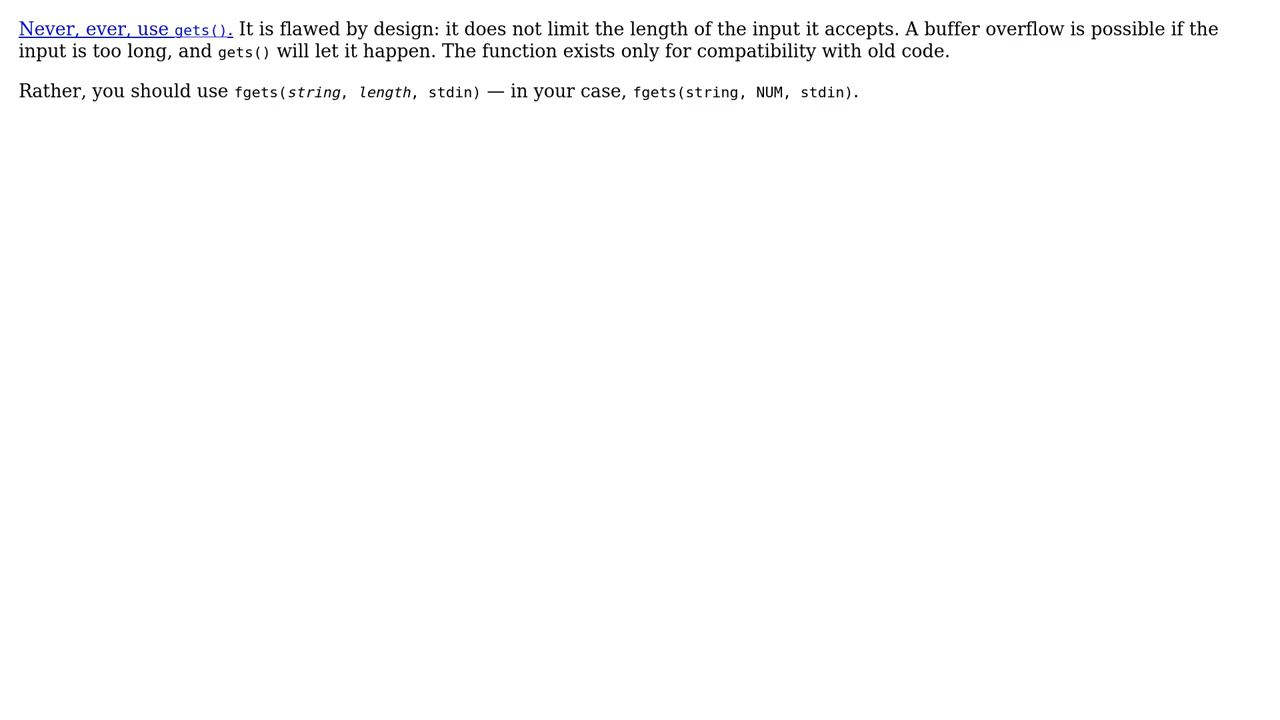 Never, ever, use gets(). It is flawed by design: it does not limit the length of the input it accepts. A buffer overflow is possible if the
input is too long, and gets() will let it happen. The function exists only for compatibility with old code.
Rather, you should use fgets(string, length, stdin) — in your case, fgets(string, NUM, stdin).